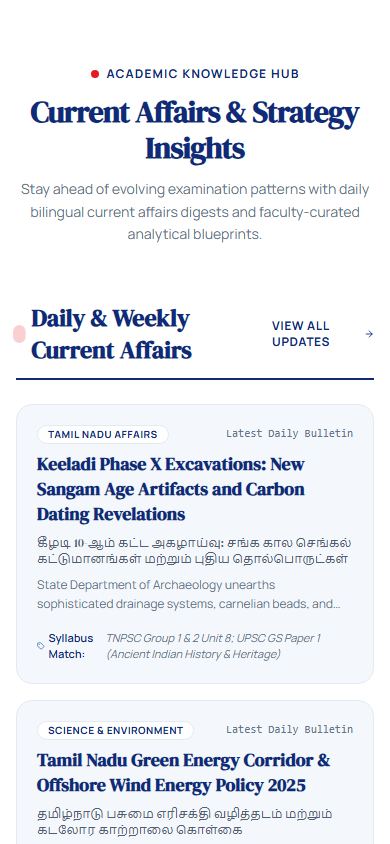 ACADEMIC KNOWLEDGE HUB
Current Affairs & Strategy
Insights
Stay ahead of evolving examination patterns with daily
bilingual current affairs digests and faculty-curated
analytical blueprints.
Daily & Weekly
Current Affairs
VIEW ALL
UPDATES →
TAMIL NADU AFFAIRS
Latest Daily Bulletin
Keeladi Phase X Excavations: New
Sangam Age Artifacts and Carbon
Dating Revelations
கீழடி 10-ஆம் கட்ட அகழாய்வு: சங்க கால செங்கல்
கட்டுமானங்கள் மற்றும் புதிய தொல்பொருட்கள்
State Department of Archaeology unearths
sophisticated drainage systems, carnelian beads, and...
Syllabus
Match:
TNPSC Group 1 & 2 Unit 8; UPSC GS Paper 1
(Ancient Indian History & Heritage)
SCIENCE & ENVIRONMENT
Latest Daily Bulletin
Tamil Nadu Green Energy Corridor &
Offshore Wind Energy Policy 2025
தமிழ்நாடு பசுமை எரிசக்தி வழித்தடம் மற்றும்
கடலோர காற்றாலை கொள்கை